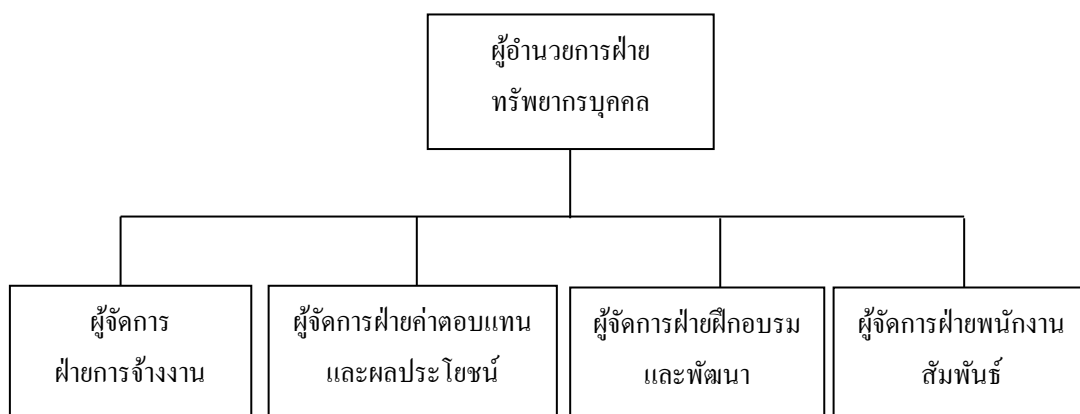 ผู้อำนวยการฝ่าย
ทรัพยากรบุคคล
ผู้จัดการ
ฝ่ายการจ้างงาน
ผู้จัดการฝ่ายค่าตอบแทน
และผลประโยชน์
ผู้จัดการฝ่ายฝึกอบรม
และพัฒนา
ผู้จัดการฝ่ายพนักงาน
สัมพันธ์